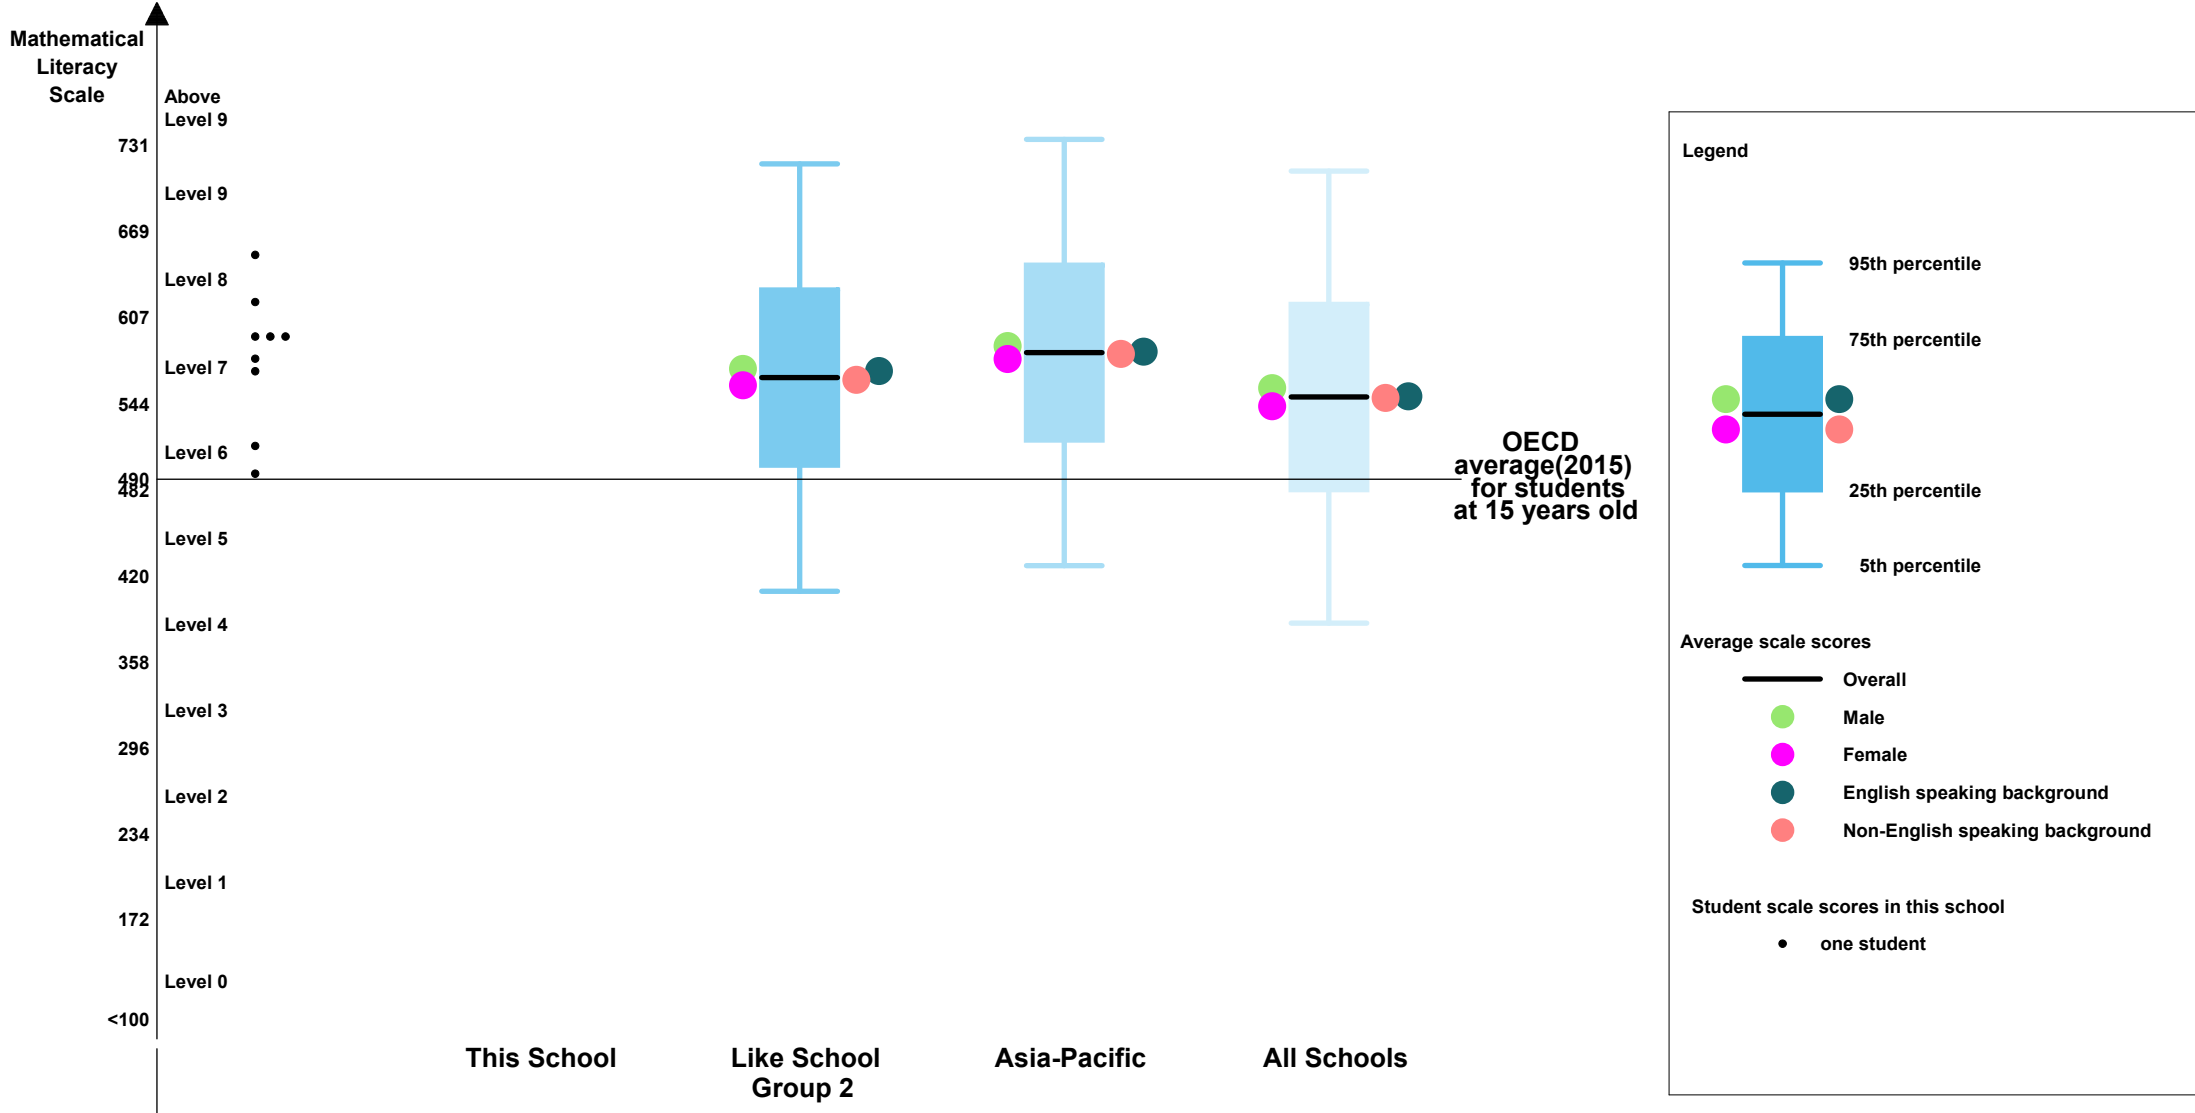 Mathematical
Literacy
Scale
Above
Level 9
731
Level 9
669
Level 8
607
Level 7
544
Level 6
490
482
Level 5
420
Level 4
358
Level 3
296
Level 2
234
Level 1
172
Level 0
<100
OECD
average(2015)
for students
at 15 years old
This School
Like School
Group 2
Asia-Pacific
All Schools
Legend
95th percentile
75th percentile
25th percentile
5th percentile
Average scale scores
Overall
Male
Female
English speaking background
Non-English speaking background
Student scale scores in this school
one student